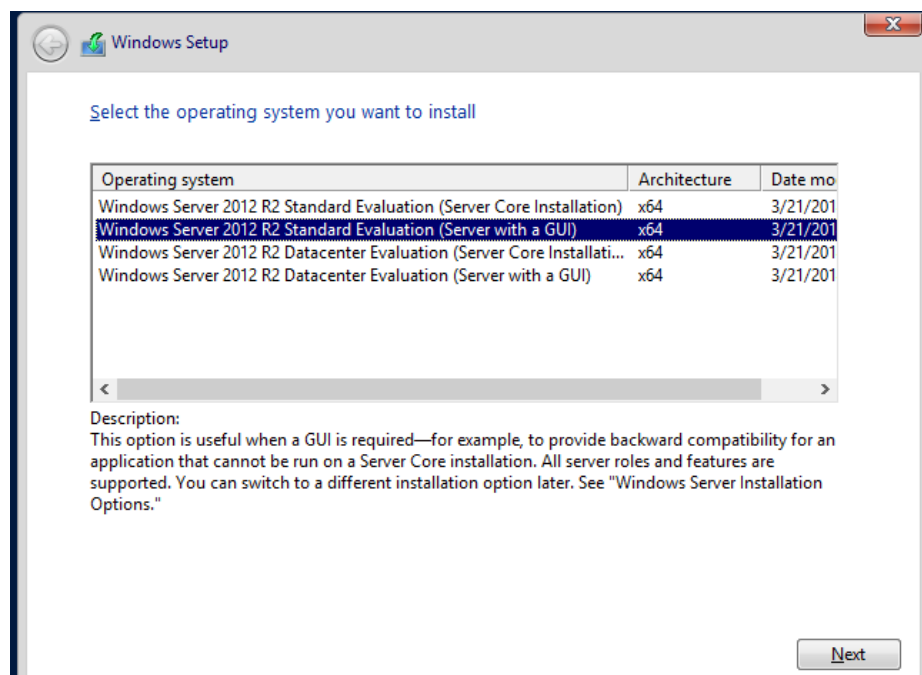 Windows Setup
Select the operating system you want to install
Operating system Architecture Date mo
Windows Server 2012 R2 Standard Evaluation (Server Core Installation) x64 3/21/201
Windows Server 2012 R2 Standard Evaluation (Server with a GUI) x64 3/21/201
Windows Server 2012 R2 Datacenter Evaluation (Server Core Installati... x64 3/21/201
Windows Server 2012 R2 Datacenter Evaluation (Server with a GUI) x64 3/21/201
Description:
This option is useful when a GUI is required—for example, to provide backward compatibility for an
application that cannot be run on a Server Core installation. All server roles and features are
supported. You can switch to a different installation option later. See "Windows Server Installation
Options."
Next